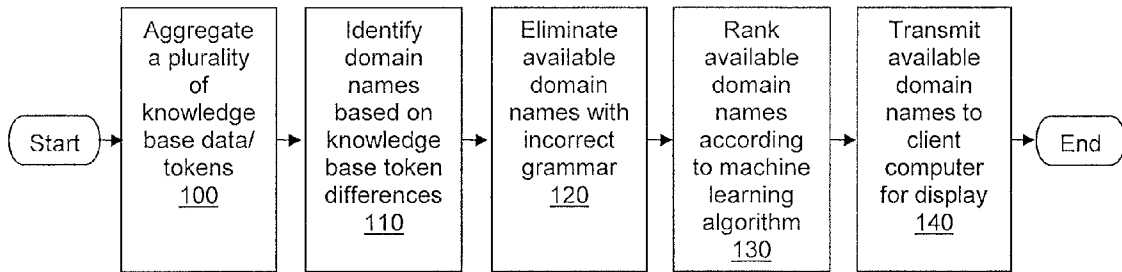 Start
Aggregate
a plurality
of
knowledge
base data/
tokens
100
Identify
domain
names
based on
knowledge
base token
differences
110
Eliminate
available
domain
names with
incorrect
grammar
120
Rank
available
domain
names
according
to machine
learning
algorithm
130
Transmit
available
domain
names to
client
computer
for display
140
End